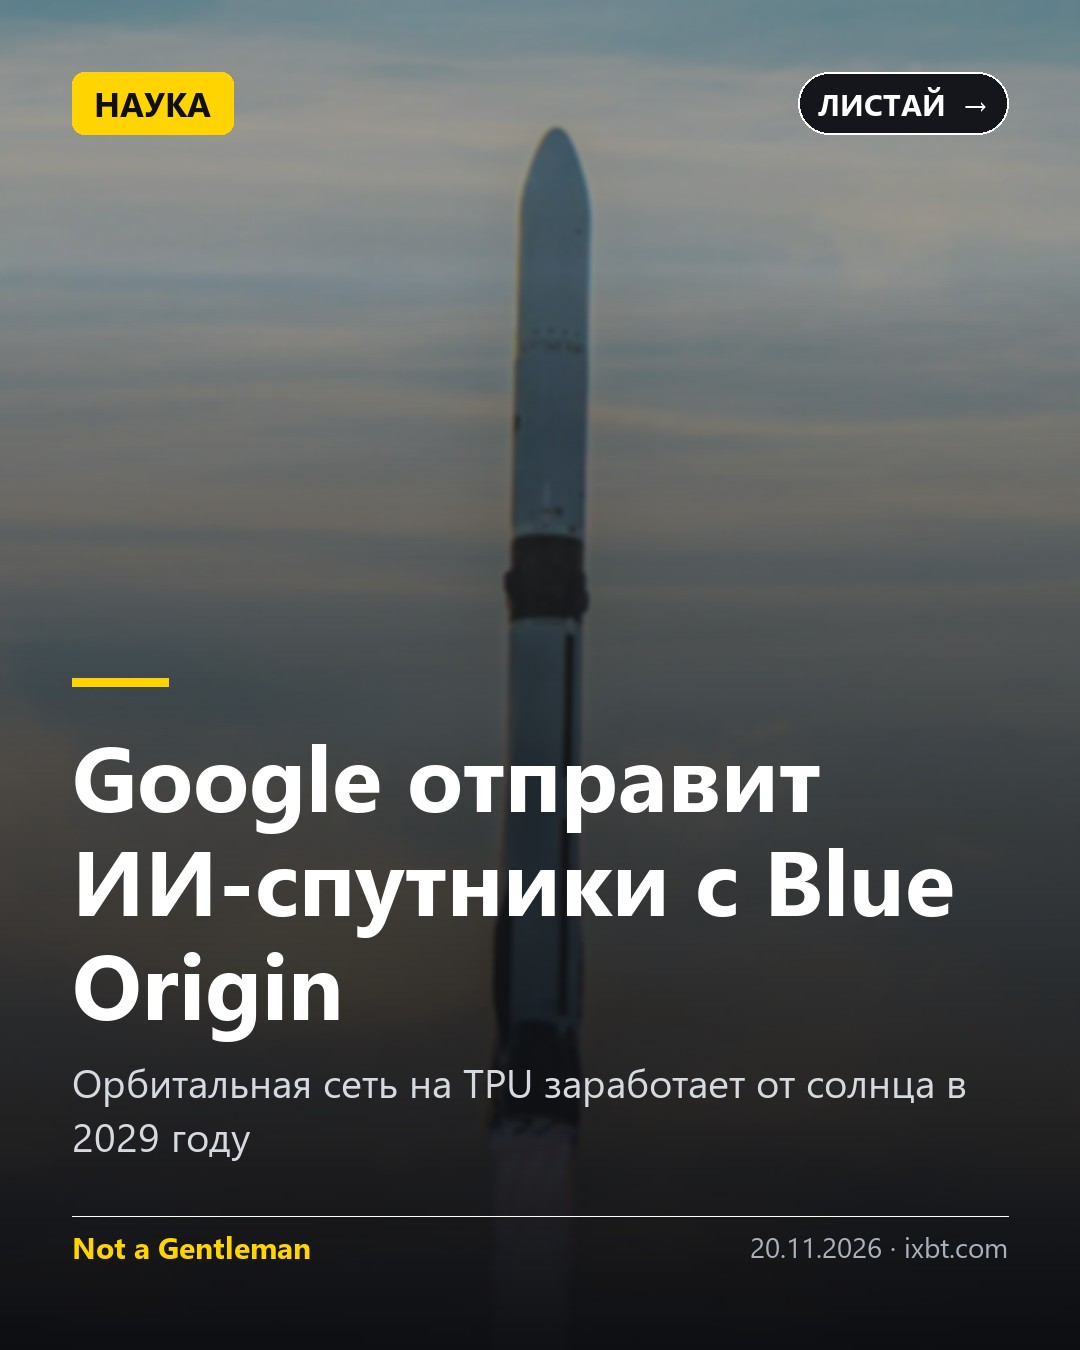 НАУКА
ЛИСТАЙ →
Google отправит
ИИ-спутники с Blue
Origin
Орбитальная сеть на TPU заработает от солнца в
2029 году
Not a Gentleman
20.11.2026 · ixbt.com